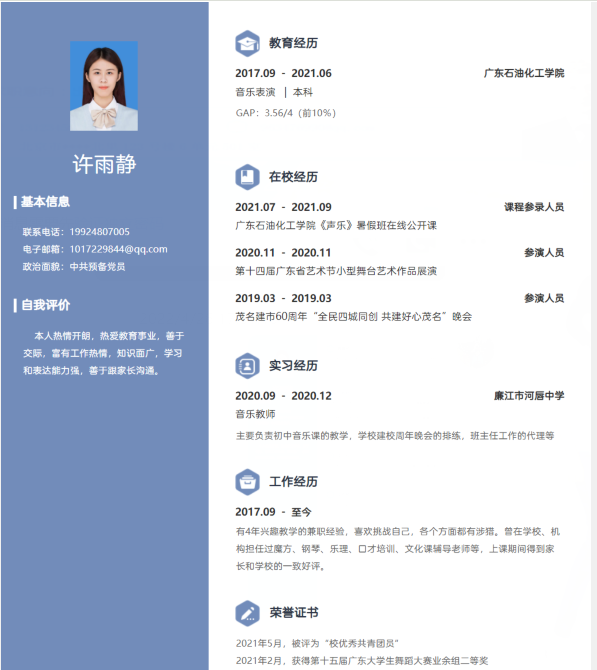 许雨静
基本信息
联系电话：19924807005
电子邮箱：1017229844@qq.com
政治面貌：中共预备党员
自我评价
本人热情开朗，热爱教育事业，善于
交际，富有工作热情，知识面广，学习
和表达能力强，善于跟家长沟通。
教育经历
2017.09 - 2021.06 广东石油化工学院
音乐表演 ｜ 本科
GAP：3.56/4（前10%）
在校经历
2021.07 - 2021.09 课程参录人员
广东石油化工学院《声乐》暑假班在线公开课
2020.11 - 2020.11 参演人员
第十四届广东省艺术节小型舞台艺术作品展演
2019.03 - 2019.03 参演人员
茂名建市60周年“全民四城同创 共建好心茂名”晚会
实习经历
2020.09 - 2020.12 廉江市河唇中学
音乐教师
主要负责初中音乐课的教学，学校建校周年晚会的排练，班主任工作的代理等
工作经历
2017.09 - 至今
有4年兴趣教学的兼职经验，喜欢挑战自己，各个方面都有涉猎。曾在学校、机
构担任过魔方、钢琴、乐理、口才培训、文化课辅导老师等，上课期间得到家
长和学校的一致好评。
荣誉证书
2021年5月，被评为“校优秀共青团员”
2021年2月，获得第十五届广东大学生舞蹈大赛业余组二等奖